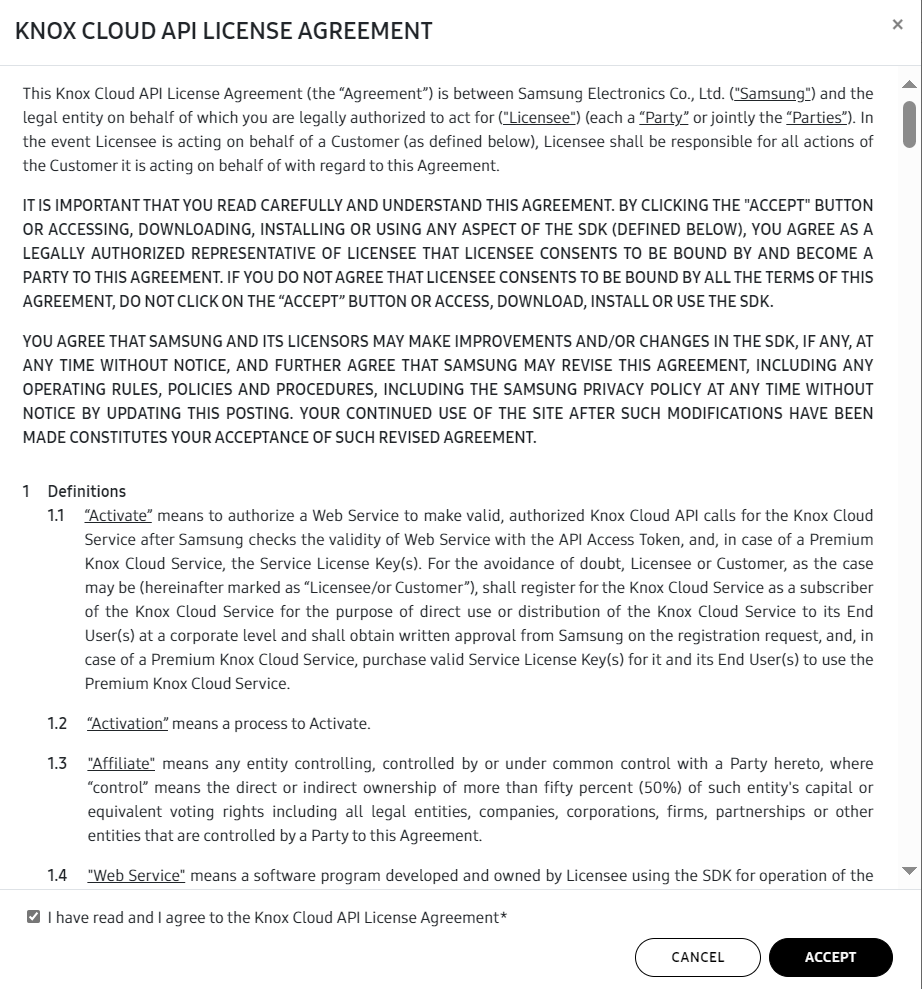 KNOX CLOUD API LICENSE AGREEMENT
×
This Knox Cloud API License Agreement (the “Agreement”) is between Samsung Electronics Co., Ltd. ("Samsung") and the
legal entity on behalf of which you are legally authorized to act for ("Licensee") (each a “Party” or jointly the “Parties”). In
the event Licensee is acting on behalf of a Customer (as defined below), Licensee shall be responsible for all actions of
the Customer it is acting on behalf of with regard to this Agreement.
IT IS IMPORTANT THAT YOU READ CAREFULLY AND UNDERSTAND THIS AGREEMENT. BY CLICKING THE "ACCEPT" BUTTON
OR ACCESSING, DOWNLOADING, INSTALLING OR USING ANY ASPECT OF THE SDK (DEFINED BELOW), YOU AGREE AS A
LEGALLY AUTHORIZED REPRESENTATIVE OF LICENSEE THAT LICENSEE CONSENTS TO BE BOUND BY AND BECOME A
PARTY TO THIS AGREEMENT. IF YOU DO NOT AGREE THAT LICENSEE CONSENTS TO BE BOUND BY ALL THE TERMS OF THIS
AGREEMENT, DO NOT CLICK ON THE “ACCEPT” BUTTON OR ACCESS, DOWNLOAD, INSTALL OR USE THE SDK.
YOU AGREE THAT SAMSUNG AND ITS LICENSORS MAY MAKE IMPROVEMENTS AND/OR CHANGES IN THE SDK, IF ANY, AT
ANY TIME WITHOUT NOTICE, AND FURTHER AGREE THAT SAMSUNG MAY REVISE THIS AGREEMENT, INCLUDING ANY
OPERATING RULES, POLICIES AND PROCEDURES, INCLUDING THE SAMSUNG PRIVACY POLICY AT ANY TIME WITHOUT
NOTICE BY UPDATING THIS POSTING. YOUR CONTINUED USE OF THE SITE AFTER SUCH MODIFICATIONS HAVE BEEN
MADE CONSTITUTES YOUR ACCEPTANCE OF SUCH REVISED AGREEMENT.
1 Definitions
1.1 “Activate” means to authorize a Web Service to make valid, authorized Knox Cloud API calls for the Knox Cloud
Service after Samsung checks the validity of Web Service with the API Access Token, and, in case of a Premium
Knox Cloud Service, the Service License Key(s). For the avoidance of doubt, Licensee or Customer, as the case
may be (hereinafter marked as “Licensee/or Customer”), shall register for the Knox Cloud Service as a subscriber
of the Knox Cloud Service for the purpose of direct use or distribution of the Knox Cloud Service to its End
User(s) at a corporate level and shall obtain written approval from Samsung on the registration request, and, in
case of a Premium Knox Cloud Service, purchase valid Service License Key(s) for it and its End User(s) to use the
Premium Knox Cloud Service.
1.2 “Activation” means a process to Activate.
1.3 "Affiliate" means any entity controlling, controlled by or under common control with a Party hereto, where
“control” means the direct or indirect ownership of more than fifty percent (50%) of such entity's capital or
equivalent voting rights including all legal entities, companies, corporations, firms, partnerships or other
entities that are controlled by a Party to this Agreement.
1.4 "Web Service" means a software program developed and owned by Licensee using the SDK for operation of the
I have read and I agree to the Knox Cloud API License Agreement*
CANCEL ACCEPT